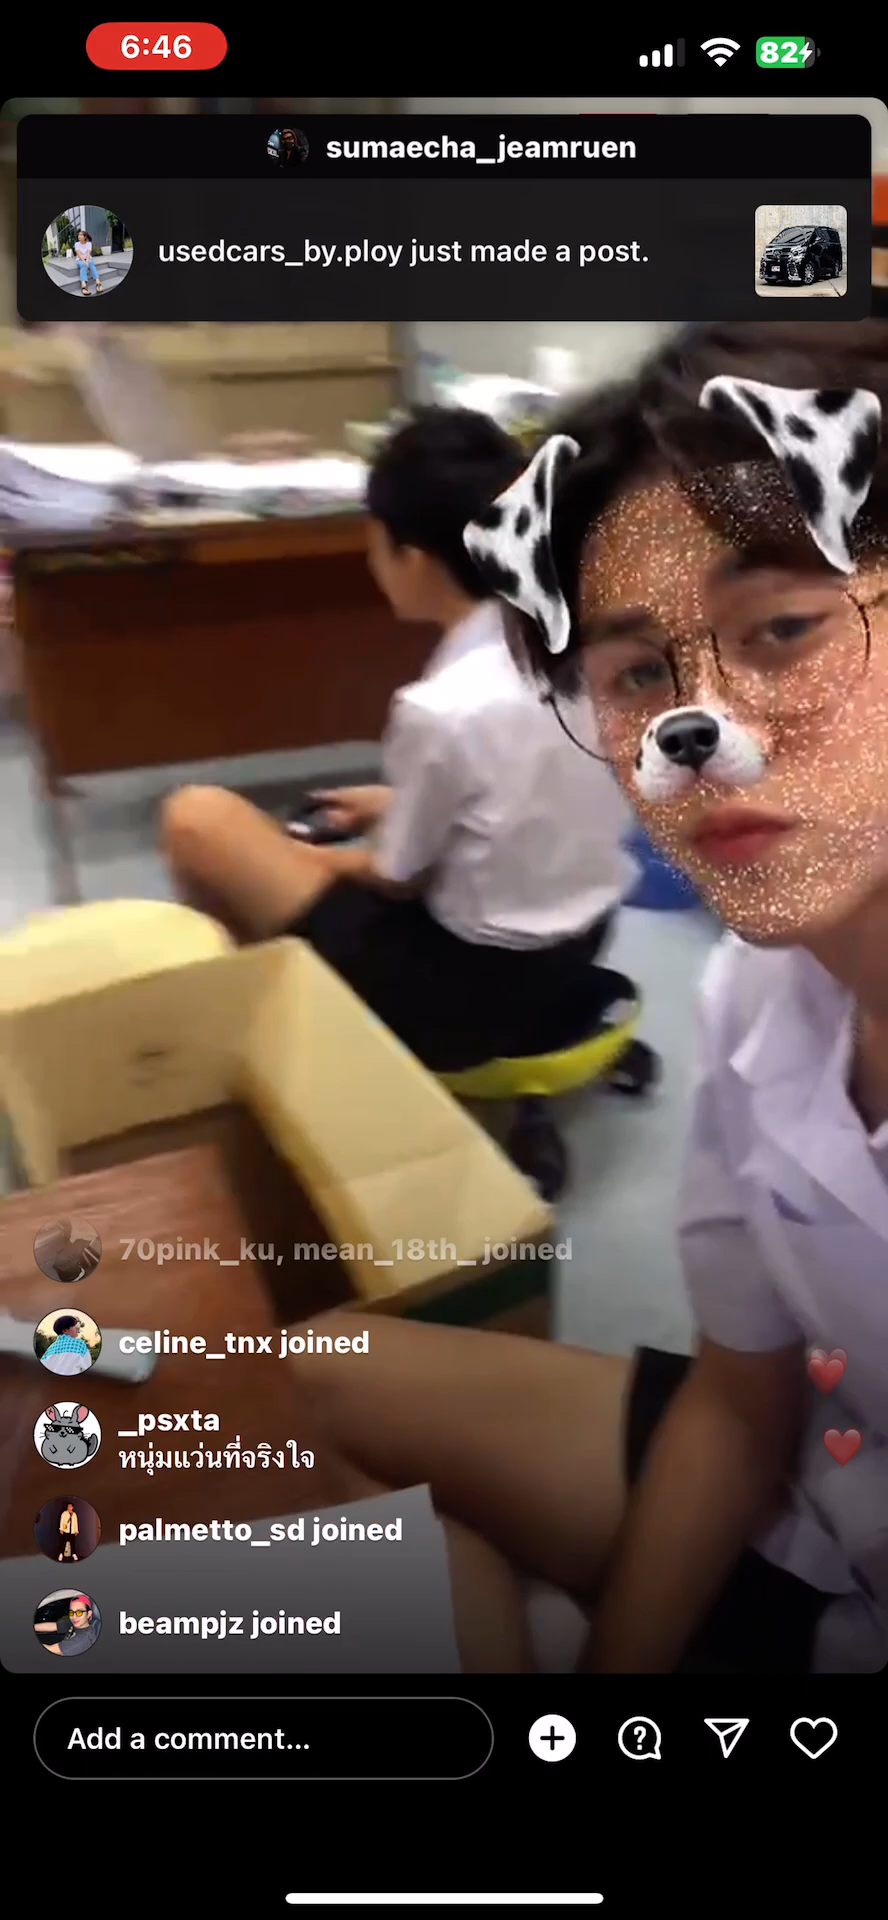 6:46
82
sumaecha_jeamruen
usedcars_by.ploy just made a post.
70pink_ku, mean_18th_ joined
celine_tnx joined
_psxta
หนุ่มแว่นที่จริงใจ
palmetto_sd joined
beampjz joined
Add a comment...